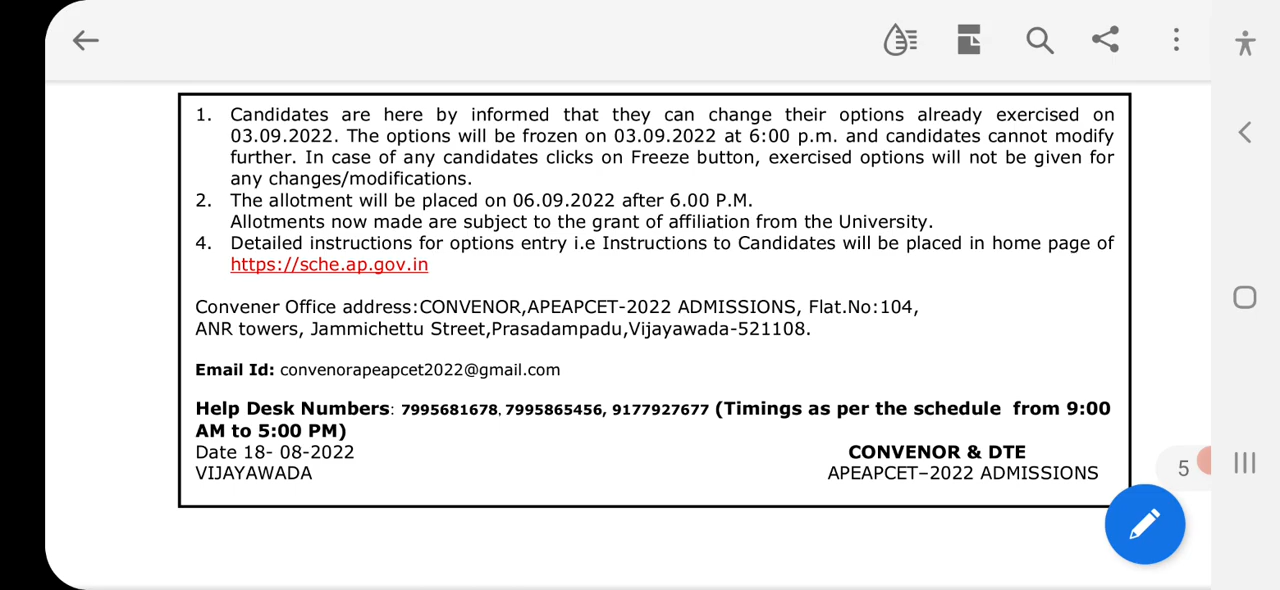 1. Candidates are here by informed that they can change their options already exercised on
03.09.2022. The options will be frozen on 03.09.2022 at 6:00 p.m. and candidates cannot modify
further. In case of any candidates clicks on Freeze button, exercised options will not be given for
any changes/modifications.
2. The allotment will be placed on 06.09.2022 after 6.00 P.M.
Allotments now made are subject to the grant of affiliation from the University.
4. Detailed instructions for options entry i.e Instructions to Candidates will be placed in home page of
https://sche.ap.gov.in
Convener Office address:CONVENOR,APEAPCET-2022 ADMISSIONS, Flat.No:104,
ANR towers, Jammichettu Street,Prasadampadu,Vijayawada-521108.
Email Id: convenorapeapcet2022@gmail.com
Help Desk Numbers: 7995681678, 7995865456, 9177927677 (Timings as per the schedule from 9:00
AM to 5:00 PM)
Date 18- 08-2022 CONVENOR & DTE
VIJAYAWADA APEAPCET–2022 ADMISSIONS
5